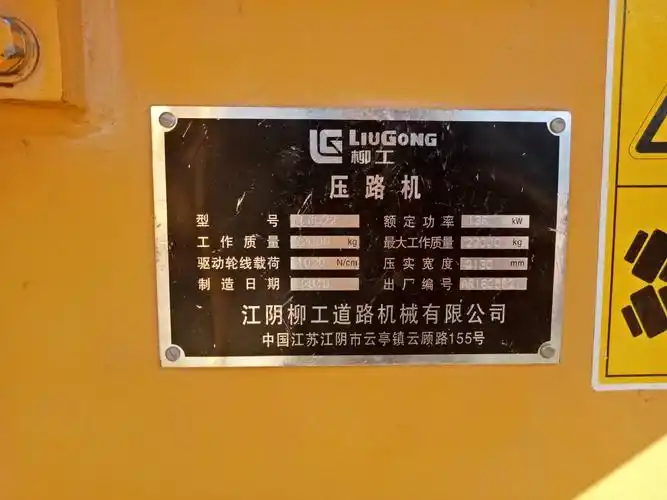 LG LIUGONG
柳工
压路机
型号 额定功率 kW
工作质量 kg 最大工作质量 kg
驱动轮线载荷 N/cm 压实宽度 2130 mm
制造日期 出厂编号
江阴柳工道路机械有限公司
中国江苏江阴市云亭镇云顾路155号